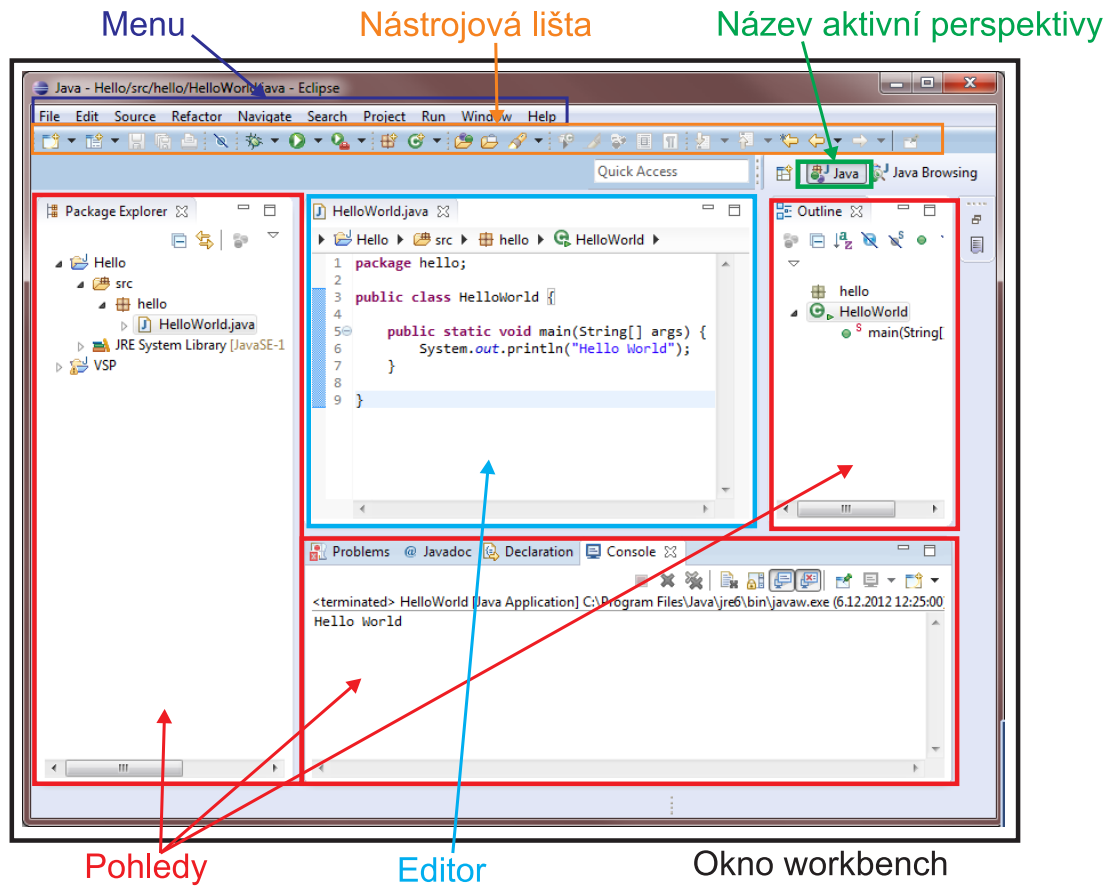 Menu
Nástrojová lišta
Název aktivní perspektivy
Java - Hello/src/hello/HelloWorld.java - Eclipse
File Edit Source Refactor Navigate Search Project Run Window Help
Quick Access
Java
Java Browsing
Package Explorer
Hello
src
hello
HelloWorld.java
JRE System Library [JavaSE-1
VSP
HelloWorld.java
Hello src hello HelloWorld
1 package hello;
2
3 public class HelloWorld {
4
5 public static void main(String[] args) {
6 System.out.println("Hello World");
7 }
8
9 }
Outline
hello
HelloWorld
main(String[
Problems @ Javadoc Declaration Console
<terminated> HelloWorld [Java Application] C:\Program Files\Java\jre6\bin\javaw.exe (6.12.2012 12:25:00)
Hello World
Pohledy
Editor
Okno workbench